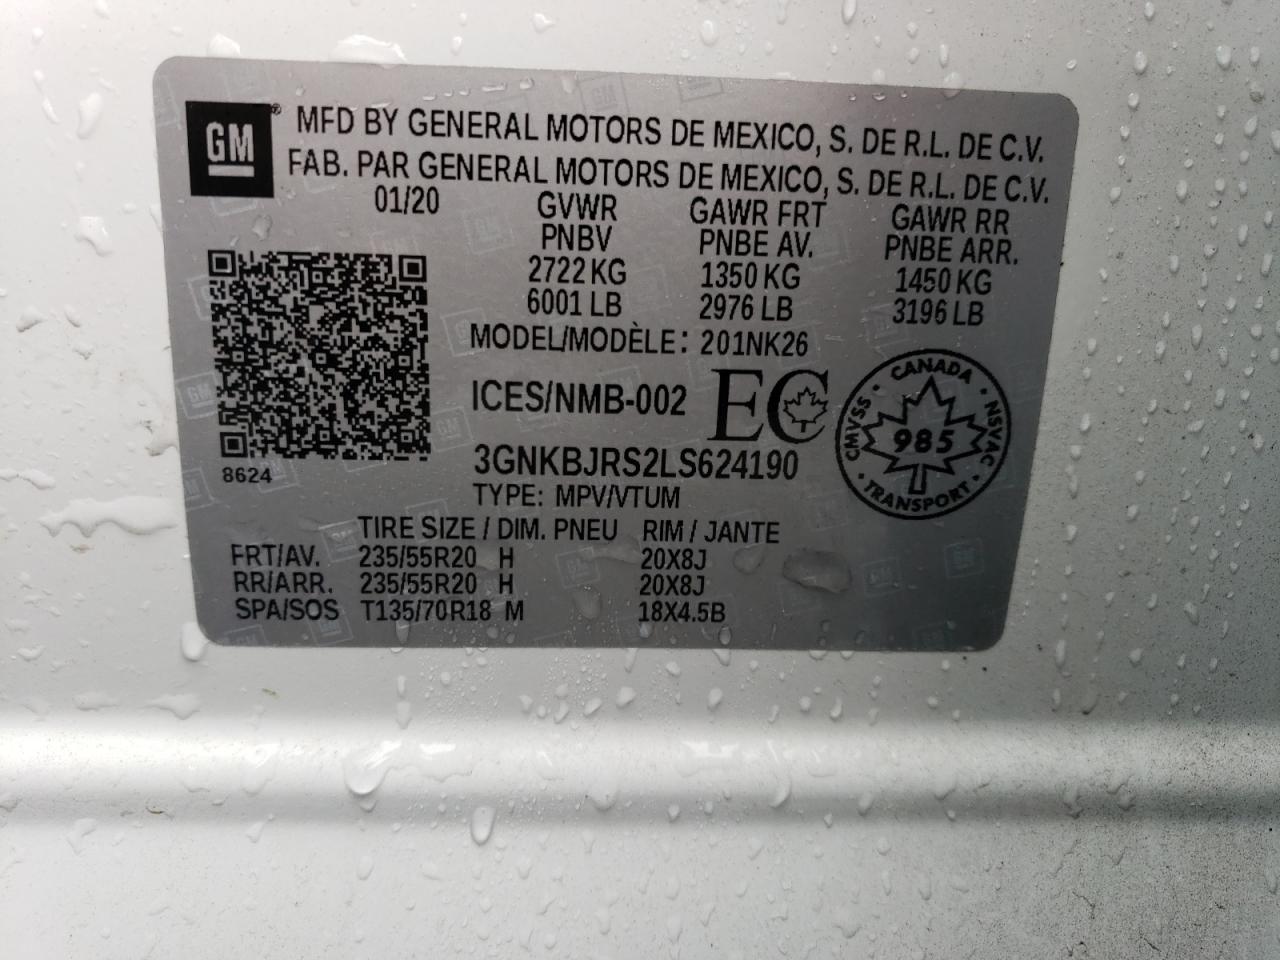 GM
MFD BY GENERAL MOTORS DE MEXICO, S. DE R.L. DE C.V.
FAB. PAR GENERAL MOTORS DE MEXICO, S. DE R.L. DE C.V.
01/20 GVWR GAWR FRT GAWR RR
PNBV PNBE AV. PNBE ARR.
2722 KG 1350 KG 1450 KG
6001 LB 2976 LB 3196 LB
MODEL/MODÈLE: 201NK26
ICES/NMB-002 EC
CANADA
CMVSS 985 NSVAC
TRANSPORT
3GNKBJRS2LS624190
8624
TYPE: MPV/VTUM
TIRE SIZE / DIM. PNEU RIM / JANTE
FRT/AV. 235/55R20 H 20X8J
RR/ARR. 235/55R20 H 20X8J
SPA/SOS T135/70R18 M 18X4.5B